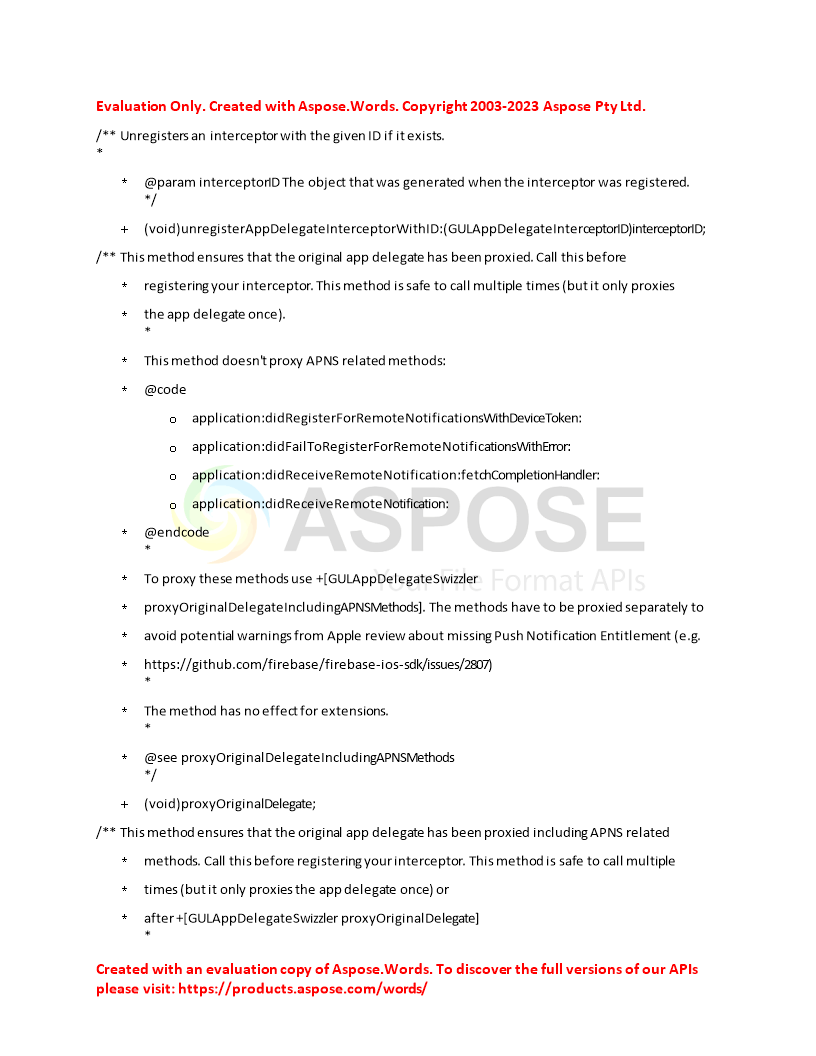 Evaluation Only. Created with Aspose.Words. Copyright 2003-2023 Aspose Pty Ltd.
/** Unregisters an interceptor with the given ID if it exists.
*
* @param interceptorID The object that was generated when the interceptor was registered.
*/
+ (void)unregisterAppDelegateInterceptorWithID:(GULAppDelegateInterceptorID)interceptorID;
/** This method ensures that the original app delegate has been proxied. Call this before
* registering your interceptor. This method is safe to call multiple times (but it only proxies
* the app delegate once).
*
* This method doesn't proxy APNS related methods:
* @code
o application:didRegisterForRemoteNotificationsWithDeviceToken:
o application:didFailToRegisterForRemoteNotificationsWithError:
o application:didReceiveRemoteNotification:fetchCompletionHandler:
o application:didReceiveRemoteNotification:
ASPOSE
* @endcode
*
* To proxy these methods use +[GULAppDelegateSwizzler
Your File Format APIs
* proxyOriginalDelegateIncludingAPNSMethods]. The methods have to be proxied separately to
* avoid potential warnings from Apple review about missing Push Notification Entitlement (e.g.
* https://github.com/firebase/firebase-ios-sdk/issues/2807)
*
* The method has no effect for extensions.
*
* @see proxyOriginalDelegateIncludingAPNSMethods
*/
+ (void)proxyOriginalDelegate;
/** This method ensures that the original app delegate has been proxied including APNS related
* methods. Call this before registering your interceptor. This method is safe to call multiple
* times (but it only proxies the app delegate once) or
* after +[GULAppDelegateSwizzler proxyOriginalDelegate]
*
Created with an evaluation copy of Aspose.Words. To discover the full versions of our APIs
please visit: https://products.aspose.com/words/